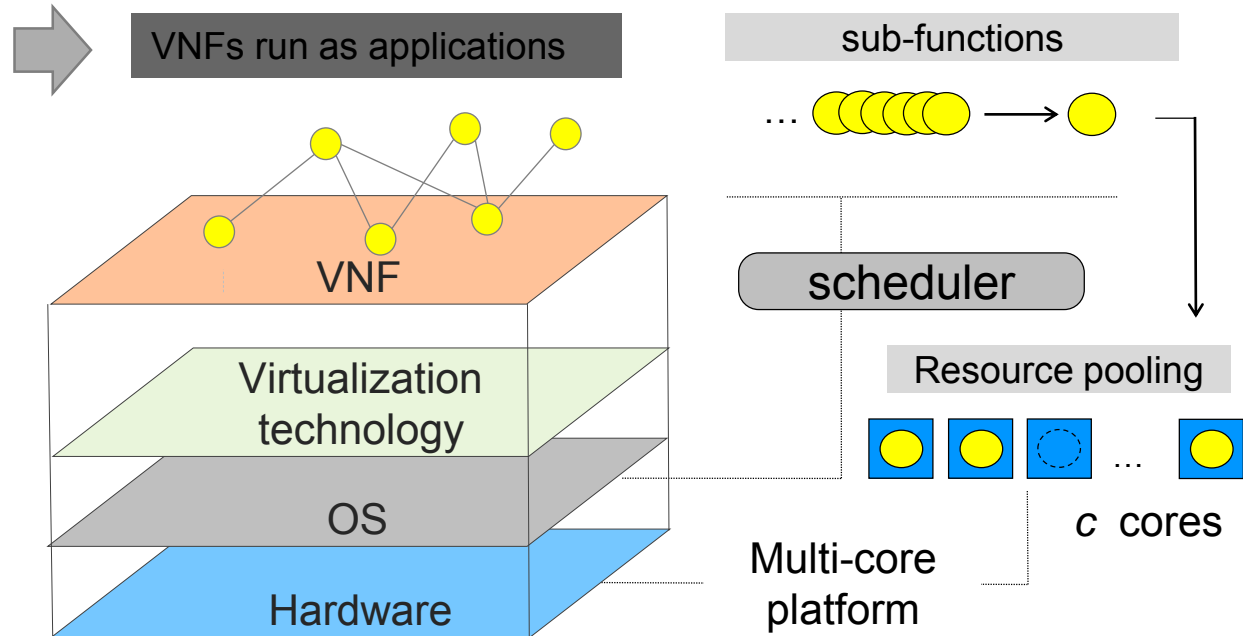 VNFs run as applications
sub-functions
...
VNF
scheduler
Virtualization
technology
Resource pooling
...
OS
c cores
Hardware
Multi-core
platform